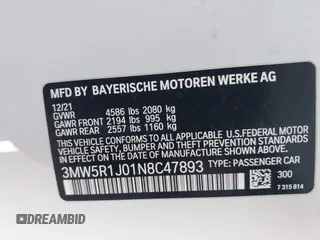 MFD BY BAYERISCHE MOTOREN WERKE AG
12/21
GVWR 4586 lbs 2080 kg
GAWR FRONT 2194 lbs 995 kg
GAWR REAR 2557 lbs 1160 kg
THIS VEHICLE CONFORMS TO ALL APPLICABLE
FEDERAL MOTOR VEHICLE SAFETY, BUMPER, AND
THEFT PREVENTION STANDARDS IN EFFECT ON THE
DATE OF MANUFACTURE SHOWN ABOVE.
3MW5R1J01N8C47893 TYPE: PASSENGER CAR
300
7 315 814
DREAMBID
dreambid.com